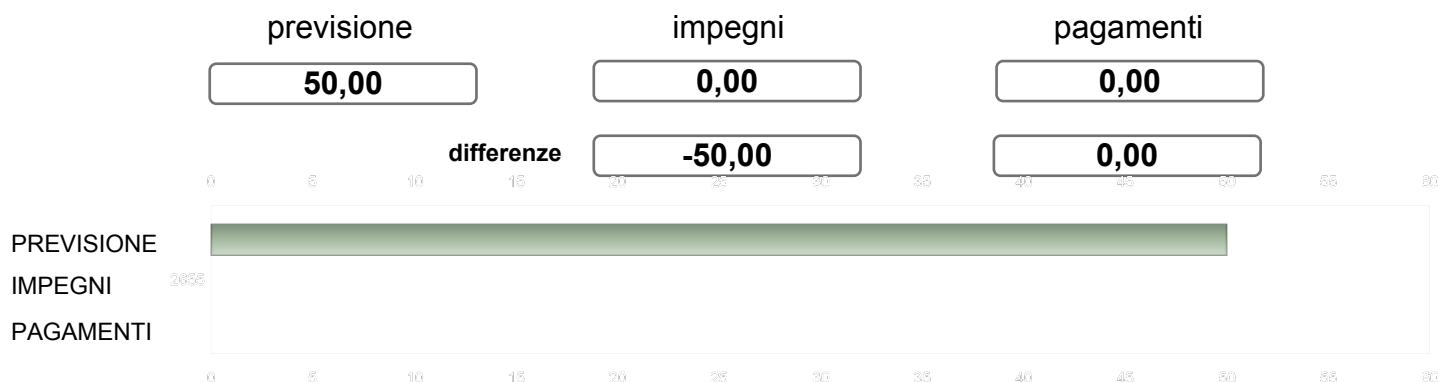 previsione impegni pagamenti
50,00 0,00 0,00
differenze -50,00 0,00
0 5 10 15 20 25 30 35 40 45 50 55 60
PREVISIONE
2655
IMPEGNI
PAGAMENTI
0 5 10 15 20 25 30 35 40 45 50 55 60